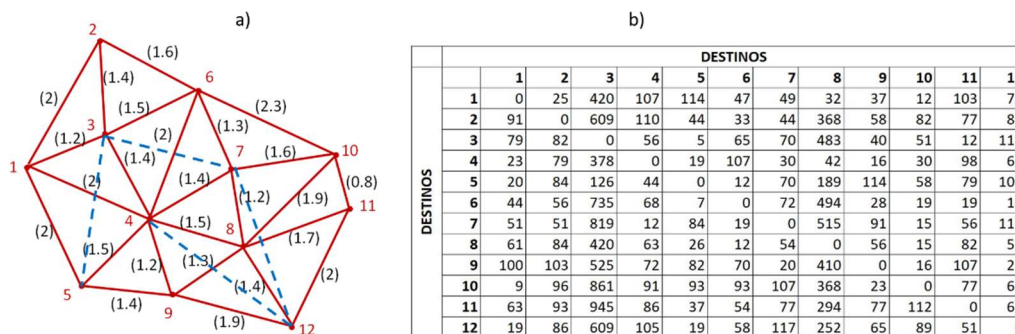 a)
b)
2
(1.6)
(1.4)
6
(2)
(1.5)
(2.3)
3
(1.2)
(2)
(1.3)
7
(1.6)
10
(1.4)
1
(1.4)
(0.8)
(2)
(1.2)
(1.9)
11
4
(2)
(1.5)
8
(1.7)
(1.5)
(1.2)
(1.3)
(2)
5
(1.4)
(1.4)
9
(1.9)
12
DESTINOS
DESTINOS
1 2 3 4 5 6 7 8 9 10 11 1
1 0 25 420 107 114 47 49 32 37 12 103 7
2 91 0 609 110 44 33 44 368 58 82 77 8
3 79 82 0 56 5 65 70 483 40 51 12 11
4 23 79 378 0 19 107 30 42 16 30 98 6
5 20 84 126 44 0 12 70 189 114 58 79 10
6 44 56 735 68 7 0 72 494 28 19 19 1
7 51 51 819 12 84 19 0 515 91 15 56 11
8 61 84 420 63 26 12 54 0 56 15 82 5
9 100 103 525 72 82 70 20 410 0 16 107 2
10 9 96 861 91 93 93 107 368 23 0 77 6
11 63 93 945 86 37 54 77 294 77 112 0 6
12 19 86 609 105 19 58 117 252 65 89 51